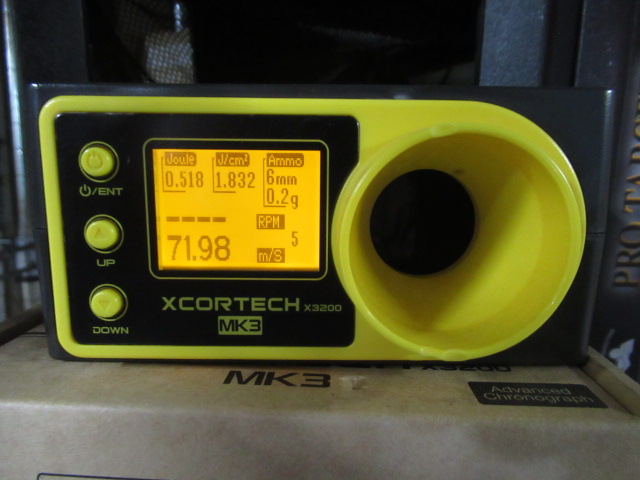 Joule J/cm² Ammo
0.518 1.832 6mm
0.2g
---- RPM
71.98 m/S 5
⏻/ENT
UP
DOWN
XCORTECH X3200
MK3
MK3 X3200
Advanced
Chronograph